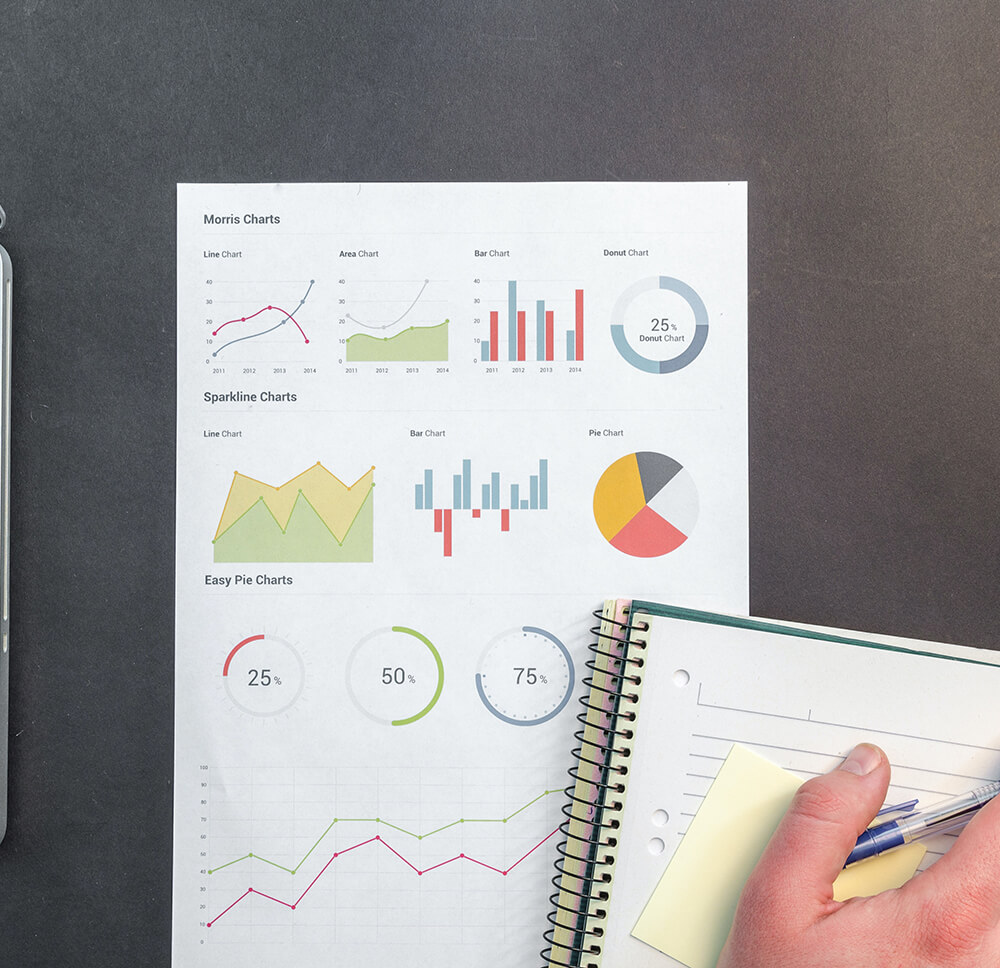 Morris Charts
Line Chart
Area Chart
Bar Chart
Donut Chart
40
30
20
10
0
2011 2012 2013 2014
40
30
20
10
0
2011 2012 2013 2014
40
30
20
10
0
2011 2012 2013 2014
25 %
Donut Chart
Sparkline Charts
Line Chart
Bar Chart
Pie Chart
Easy Pie Charts
25 %
50 %
75 %
100
90
80
70
60
50
40
30
20
10
0